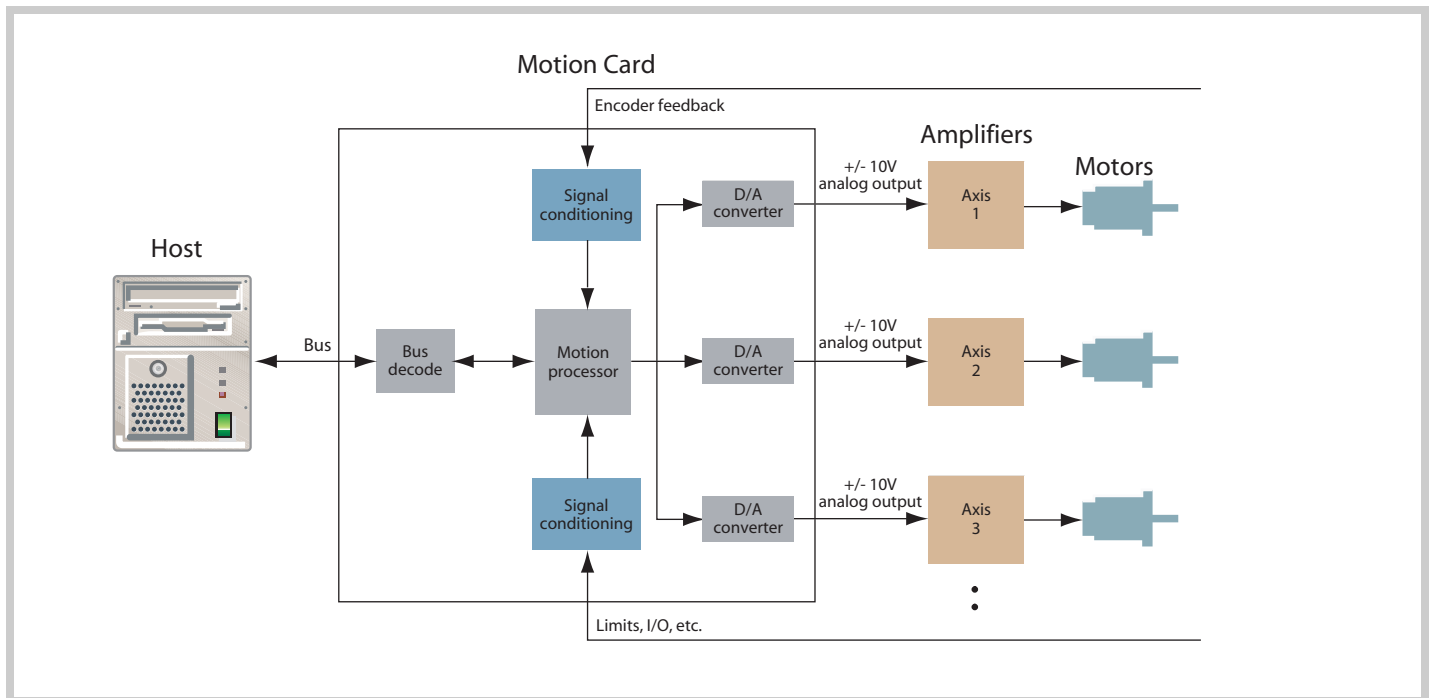 Motion Card
Encoder feedback
Amplifiers
Motors
Signal
conditioning
D/A
converter
+/- 10V
analog output
Axis
1
Host
Bus
Bus
decode
Motion
processor
D/A
converter
+/- 10V
analog output
Axis
2
Signal
conditioning
D/A
converter
+/- 10V
analog output
Axis
3
Limits, I/O, etc.